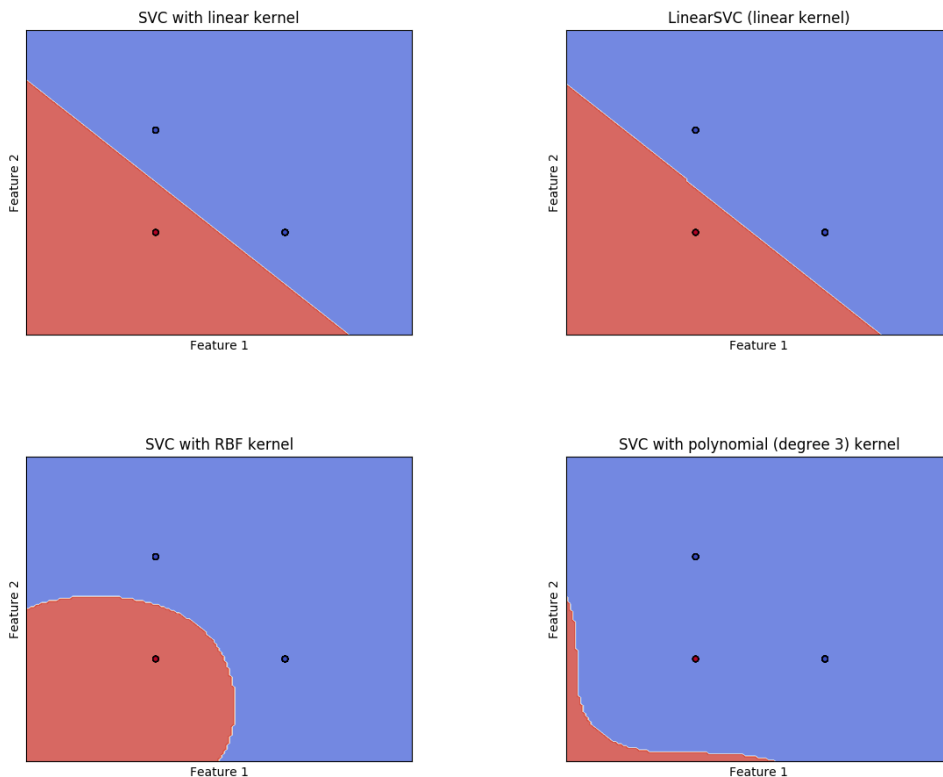 SVC with linear kernel
LinearSVC (linear kernel)
Feature 2
Feature 2
Feature 1
Feature 1
SVC with RBF kernel
SVC with polynomial (degree 3) kernel
Feature 2
Feature 2
Feature 1
Feature 1